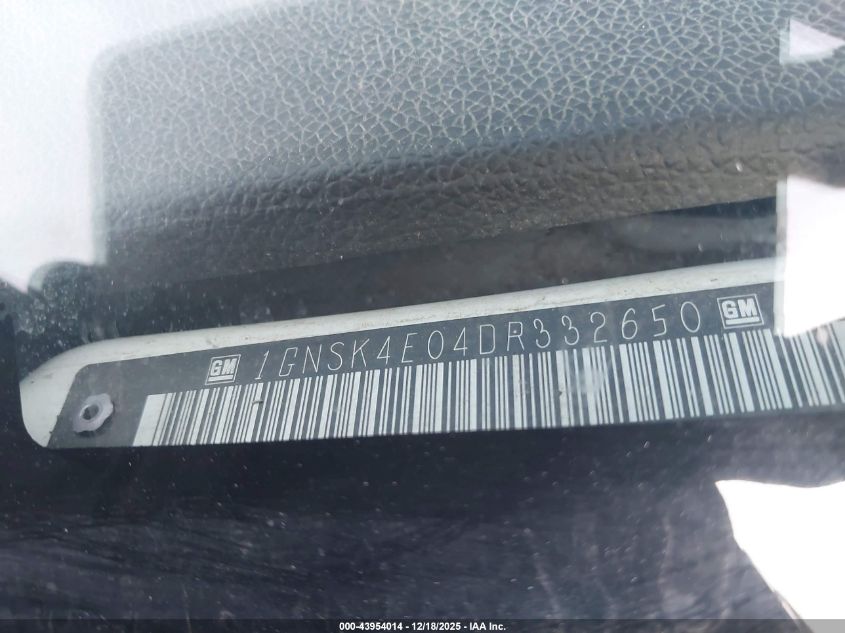 GM 1GNSK4E04DR332650 GM
000-43954014 - 12/18/2025 - IAA Inc.